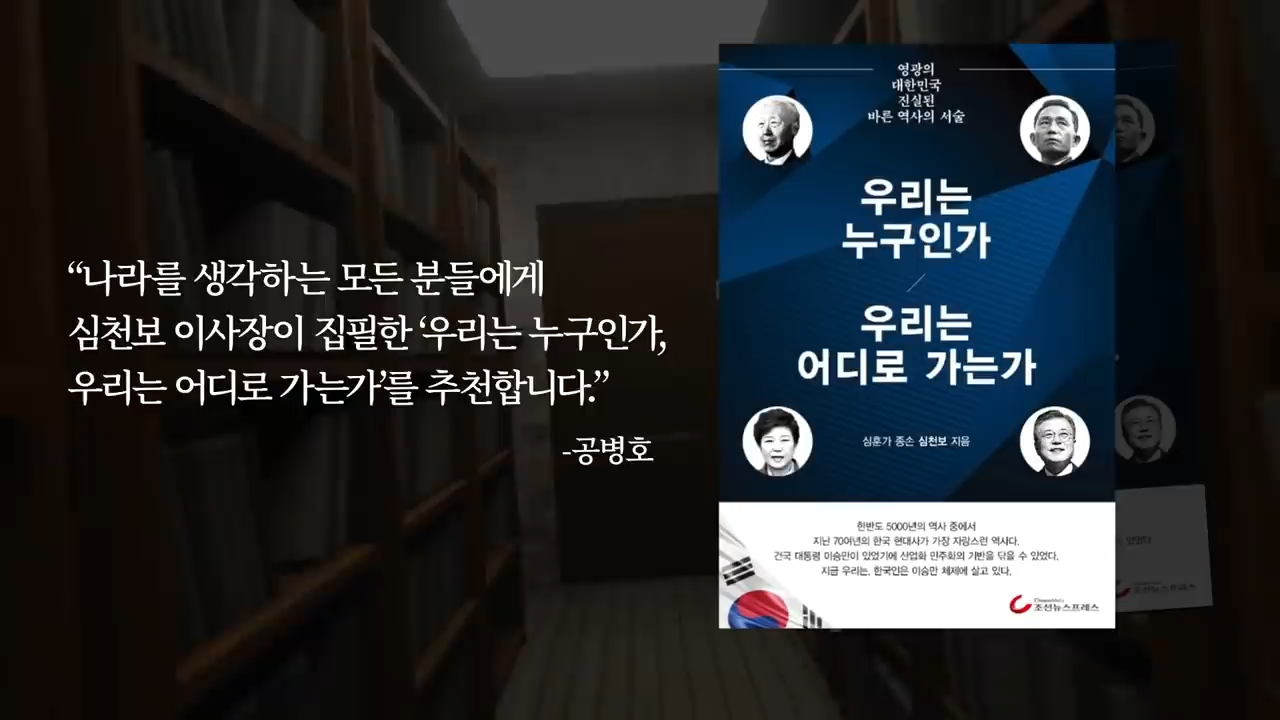 “나라를 생각하는 모든 분들에게
심천보 이사장이 집필한 ‘우리는 누구인가,
우리는 어디로 가는가’를 추천합니다.”
-공병호
영광의
대한민국
진실된
바른 역사의 서술
우리는
누구인가
우리는
어디로 가는가
심훈가 종손 심천보 지음
한반도 5000년의 역사 중에서
지난 70여년의 한국 현대사가 가장 자랑스런 역사다.
건국 대통령 이승만이 있었기에 산업화 민주화의 기반을 닦을 수 있었다.
지금 우리는, 한국인은 이승만 체제에 살고 있다.
조선뉴스프레스